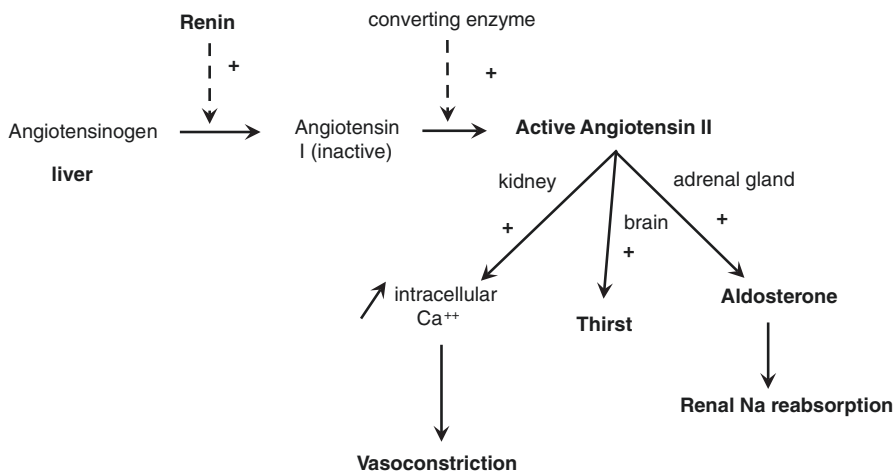 Renin
converting enzyme
+
+
Angiotensinogen
Angiotensin
I (inactive)
Active Angiotensin II
liver
kidney
adrenal gland
+
brain
+
+
intracellular
Ca⁺⁺
Thirst
Aldosterone
Renal Na reabsorption
Vasoconstriction